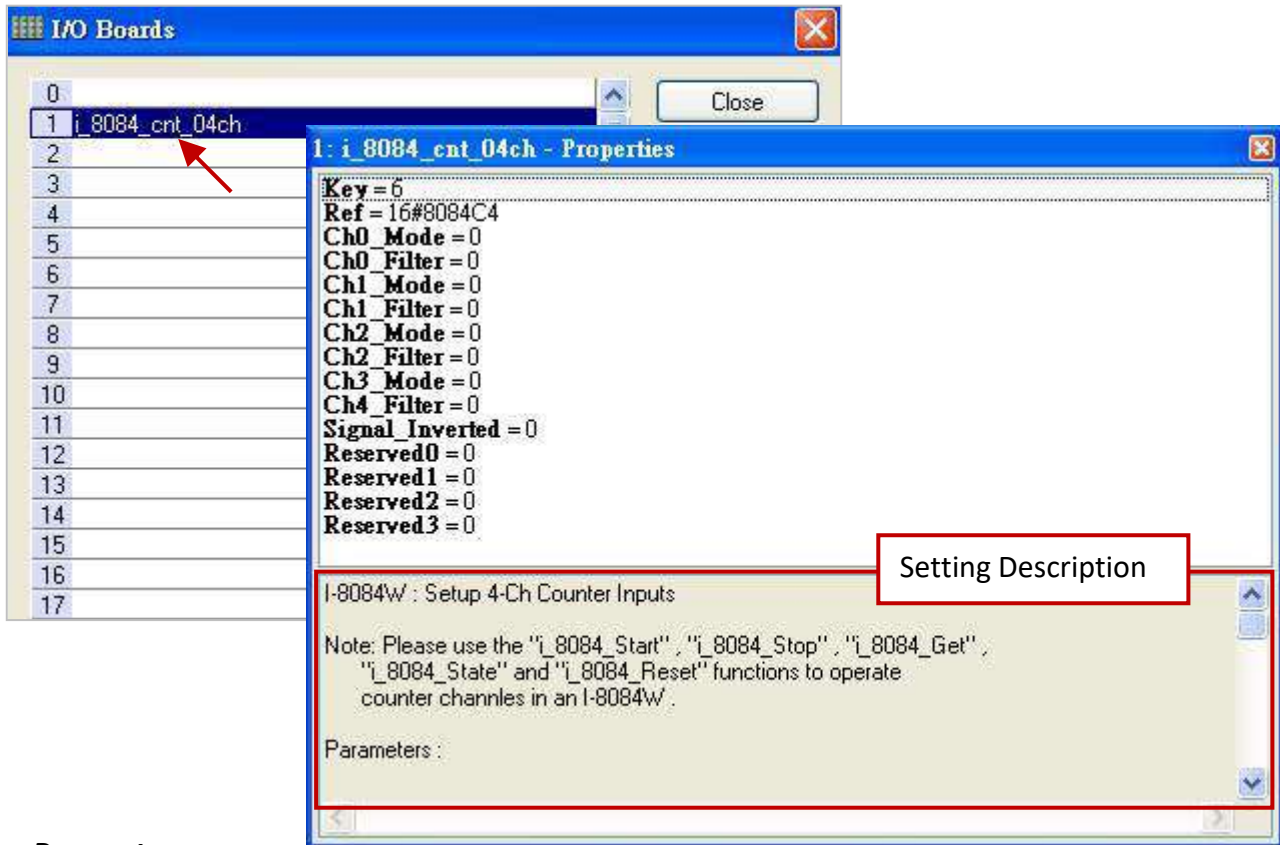 I/O Boards
0
Close
1 i_8084_cnt_04ch
2
3
4
5
6
7
8
9
10
11
12
13
14
15
16
17
1: i_8084_cnt_04ch - Properties
Key = 6
Ref = 16#8084C4
Ch0_Mode = 0
Ch0_Filter = 0
Ch1_Mode = 0
Ch1_Filter = 0
Ch2_Mode = 0
Ch2_Filter = 0
Ch3_Mode = 0
Ch4_Filter = 0
Signal_Inverted = 0
Reserved0 = 0
Reserved1 = 0
Reserved2 = 0
Reserved3 = 0
Setting Description
I-8084W : Setup 4-Ch Counter Inputs
Note: Please use the "i_8084_Start" , "i_8084_Stop" , "i_8084_Get" ,
"i_8084_State" and "i_8084_Reset" functions to operate
counter channles in an I-8084W .
Parameters :